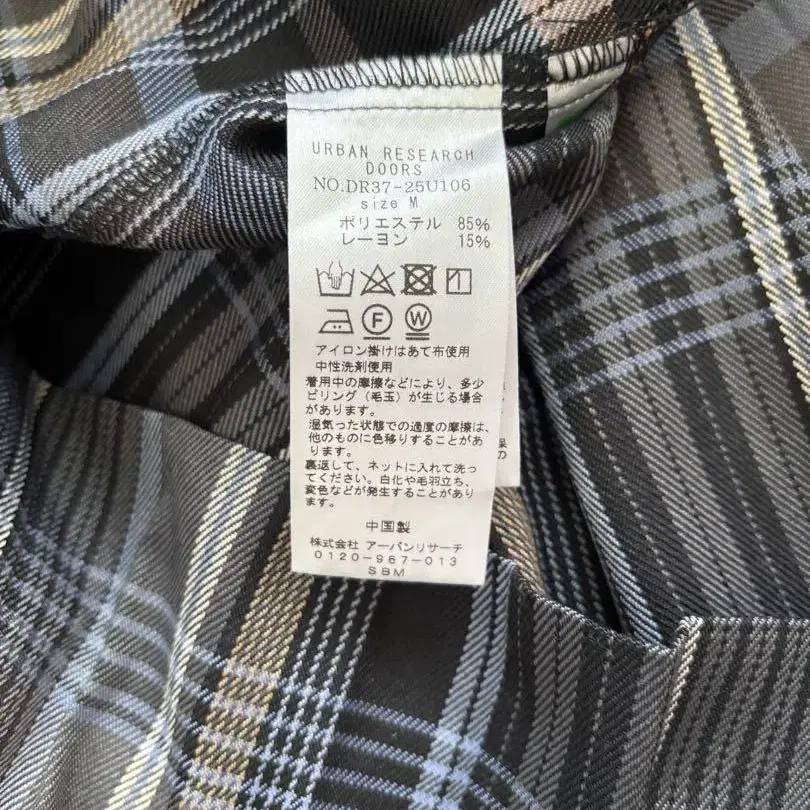 URBAN RESEARCH
DOORS
NO.DR37-25U106
size M
ポリエステル 85%
レーヨン 15%
F
W
アイロン掛けはあて布使用
中性洗剤使用
着用中の摩擦などにより、多少
ピリング（毛玉）が生じる場合
があります。
湿気った状態での過度の摩擦は、
他のものに色移りすることがあ
ります。
裏返して、ネットに入れて洗っ
てください。白化や毛羽立ち、
変色などが発生することがあり
ます。
中国製
株式会社 アーバンリサーチ
0120-967-013
SBM